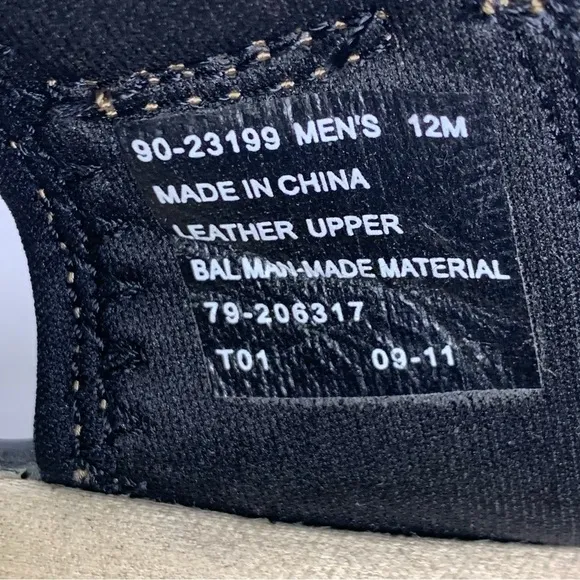 90-23199 MEN'S 12M
MADE IN CHINA
LEATHER UPPER
BAL MAN-MADE MATERIAL
79-206317
T01 09-11